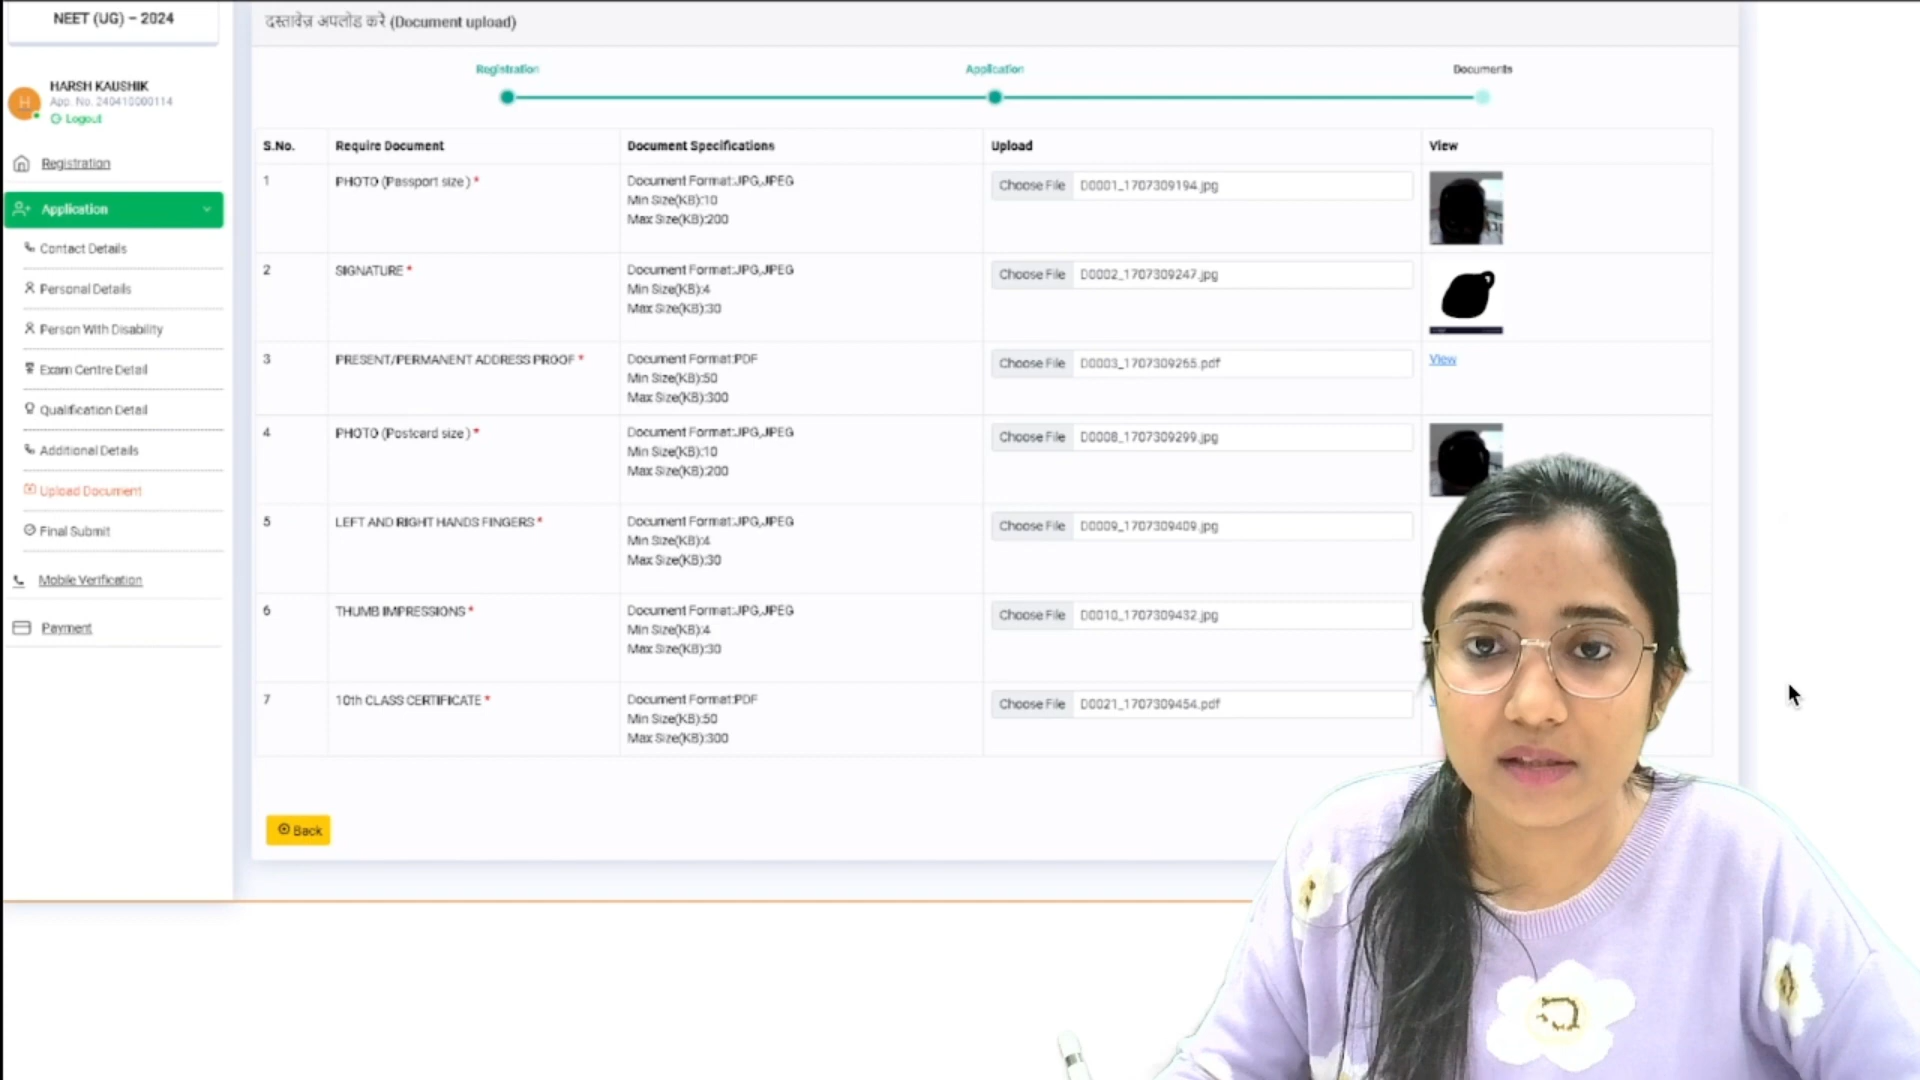 NEET (UG) – 2024
HARSH KAUSHIK
App. No. 240410000114
Logout
Registration
Application
Contact Details
Personal Details
Person With Disability
Exam Centre Detail
Qualification Detail
Additional Details
Upload Document
Final Submit
Mobile Verification
Payment
दस्तावेज़ अपलोड करें (Document upload)
Registration Application Documents
S.No. Require Document Document Specifications Upload View
1 PHOTO (Passport size) * Document Format:JPG,JPEG Choose File D0001_1707309194.jpg
Min Size(KB):10
Max Size(KB):200
2 SIGNATURE * Document Format:JPG,JPEG Choose File D0002_1707309247.jpg
Min Size(KB):4
Max Size(KB):30
3 PRESENT/PERMANENT ADDRESS PROOF * Document Format:PDF Choose File D0003_1707309265.pdf View
Min Size(KB):50
Max Size(KB):300
4 PHOTO (Postcard size) * Document Format:JPG,JPEG Choose File D0008_1707309299.jpg
Min Size(KB):10
Max Size(KB):200
5 LEFT AND RIGHT HANDS FINGERS * Document Format:JPG,JPEG Choose File D0009_1707309409.jpg
Min Size(KB):4
Max Size(KB):30
6 THUMB IMPRESSIONS * Document Format:JPG,JPEG Choose File D0010_1707309432.jpg
Min Size(KB):4
Max Size(KB):30
7 10th CLASS CERTIFICATE * Document Format:PDF Choose File D0021_1707309454.pdf
Min Size(KB):50
Max Size(KB):300
Back